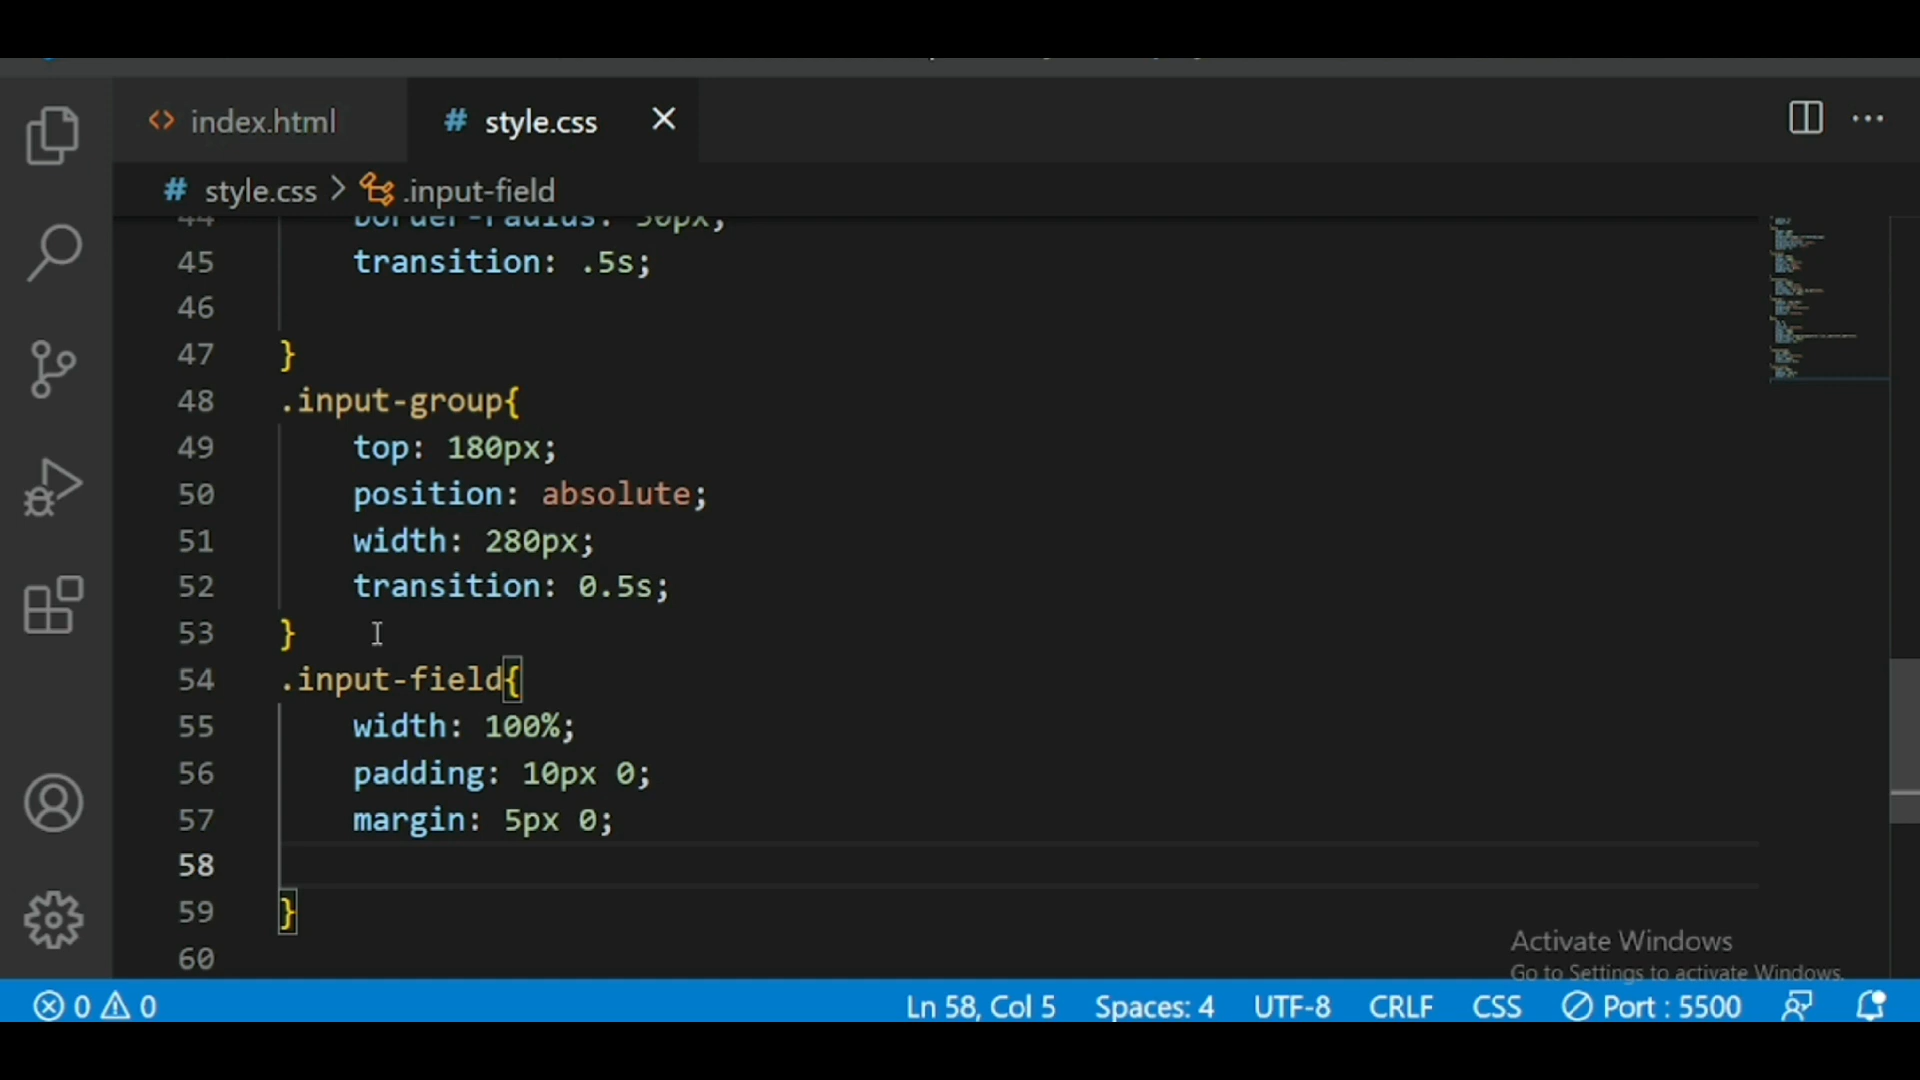 index.html
style.css
style.css > .input-field
44 border-radius: 30px;
45 transition: .5s;
46
47 }
48 .input-group{
49 top: 180px;
50 position: absolute;
51 width: 280px;
52 transition: 0.5s;
53 }
54 .input-field{
55 width: 100%;
56 padding: 10px 0;
57 margin: 5px 0;
58
59 }
60
Activate Windows
Go to Settings to activate Windows.
0 0 Ln 58, Col 5 Spaces: 4 UTF-8 CRLF CSS Port : 5500